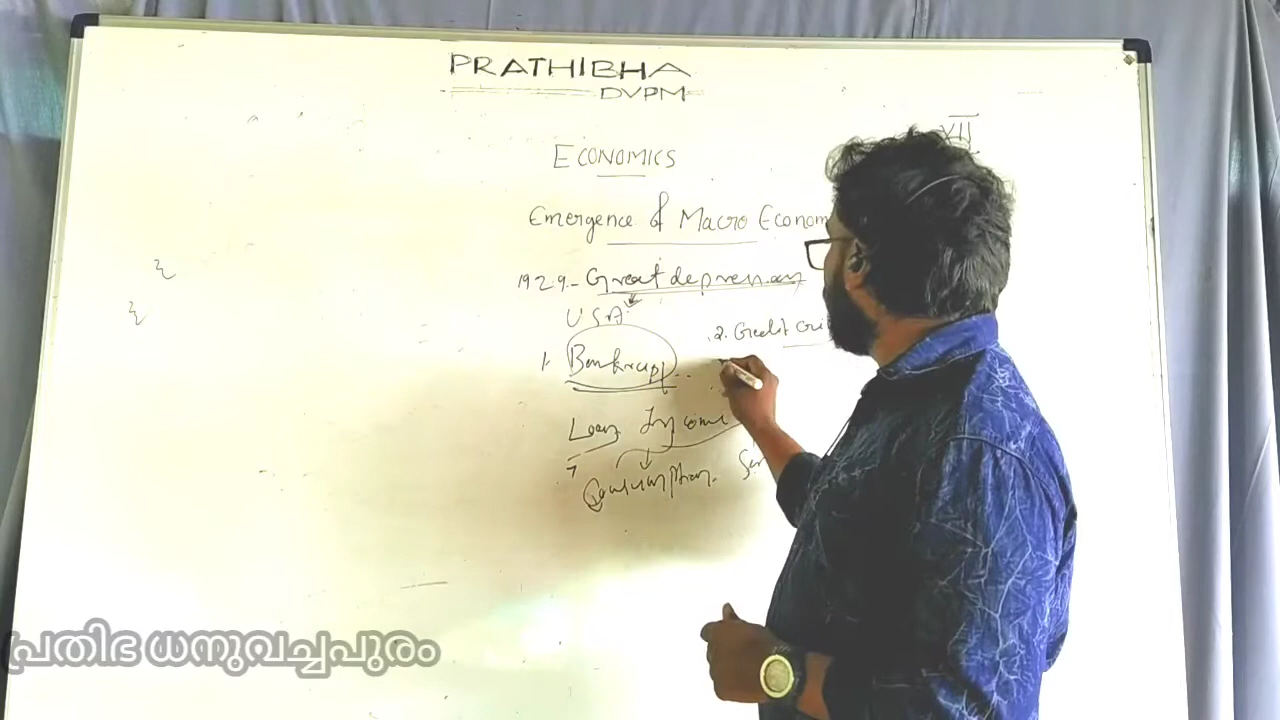 PRATHIBHA
DVPM
XII
ECONOMICS
Emergence of Macro Econom
1929 - Great depression
USA
1. Bankrupt
2. Credit cri
Loan Income
Consumption
പ്രതിഭ ധനുവച്ചപുരം